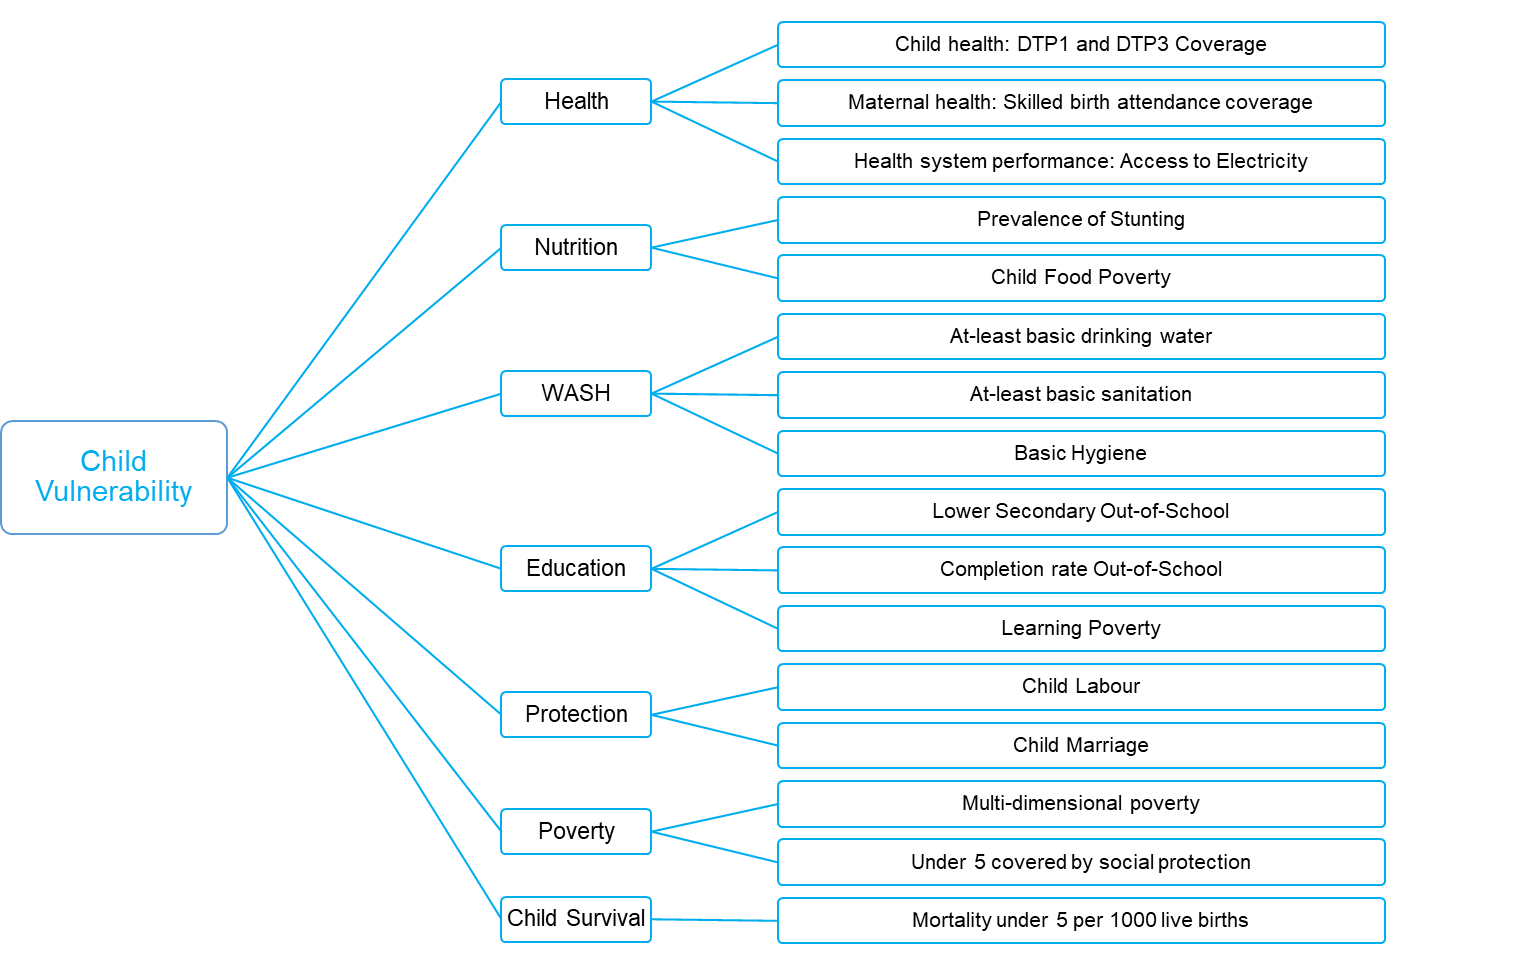 Child
Vulnerability
Health
Child health: DTP1 and DTP3 Coverage
Maternal health: Skilled birth attendance coverage
Health system performance: Access to Electricity
Nutrition
Prevalence of Stunting
Child Food Poverty
WASH
At-least basic drinking water
At-least basic sanitation
Basic Hygiene
Education
Lower Secondary Out-of-School
Completion rate Out-of-School
Learning Poverty
Protection
Child Labour
Child Marriage
Poverty
Multi-dimensional poverty
Under 5 covered by social protection
Child Survival
Mortality under 5 per 1000 live births